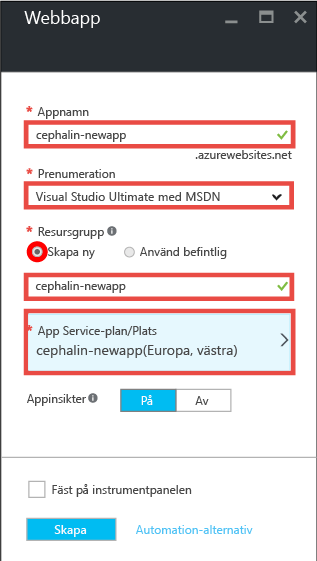 Webbapp
* Appnamn
cephalin-newapp
.azurewebsites.net
* Prenumeration
Visual Studio Ultimate med MSDN
* Resursgrupp
Skapa ny Använd befintlig
cephalin-newapp
* App Service-plan/Plats
cephalin-newapp(Europa, västra)
Appinsikter På Av
Fäst på instrumentpanelen
Skapa Automation-alternativ